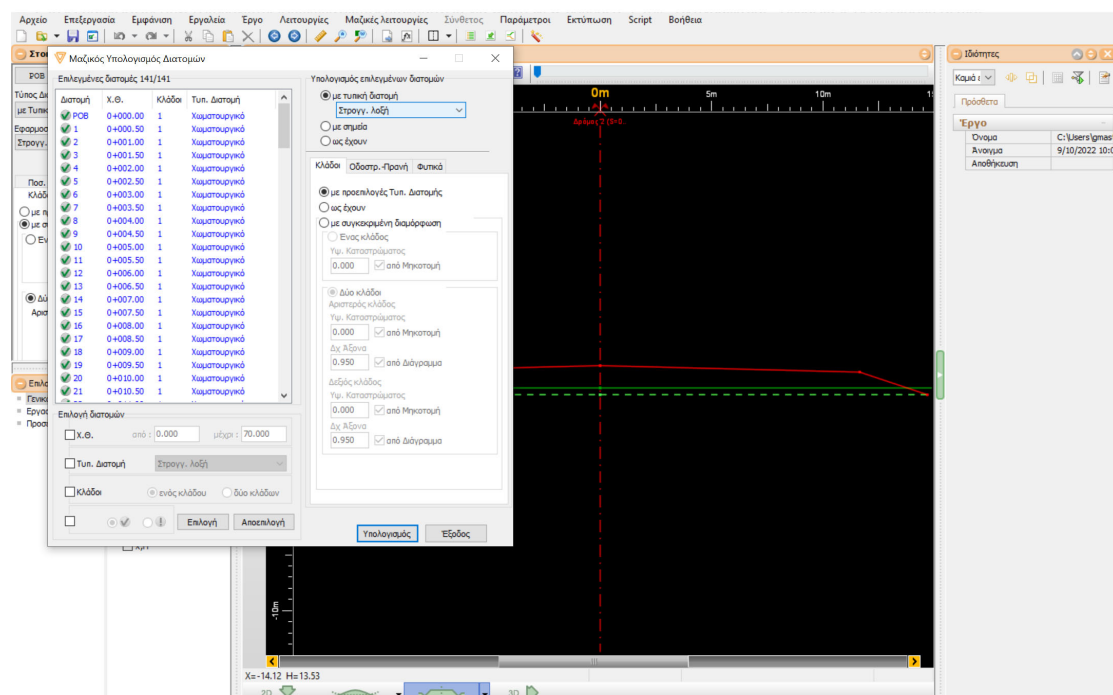 Αρχείο Επεξεργασία Εμφάνιση Εργαλεία Έργο Λειτουργίες Μαζικές λειτουργίες Σύνθετος Παράμετροι Εκτύπωση Script Βοήθεια
Μαζικός Υπολογισμός Διατομών
Επιλεγμένες διατομές 141/141
Διατομή Χ.Θ. Κλάδοι Τυπ. Διατομή
POB 0+000.00 1 Χωματουργικό
1 0+000.50 1 Χωματουργικό
2 0+001.00 1 Χωματουργικό
3 0+001.50 1 Χωματουργικό
4 0+002.00 1 Χωματουργικό
5 0+002.50 1 Χωματουργικό
6 0+003.00 1 Χωματουργικό
7 0+003.50 1 Χωματουργικό
8 0+004.00 1 Χωματουργικό
9 0+004.50 1 Χωματουργικό
10 0+005.00 1 Χωματουργικό
11 0+005.50 1 Χωματουργικό
12 0+006.00 1 Χωματουργικό
13 0+006.50 1 Χωματουργικό
14 0+007.00 1 Χωματουργικό
15 0+007.50 1 Χωματουργικό
16 0+008.00 1 Χωματουργικό
17 0+008.50 1 Χωματουργικό
18 0+009.00 1 Χωματουργικό
19 0+009.50 1 Χωματουργικό
20 0+010.00 1 Χωματουργικό
21 0+010.50 1 Χωματουργικό
Επιλογή διατομών
Χ.Θ. από : 0.000 μέχρι : 70.000
Τυπ. Διατομή Στρογγ. λοξή
Κλάδοι ενός κλάδου δύο κλάδων
Επιλογή Αποεπιλογή
Υπολογισμός επιλεγμένων διατομών
με τυπική διατομή
Στρογγ. λοξή
με σημεία
ως έχουν
Κλάδοι Οδοστρ.-Πρανή Φυτικά
με προεπιλογές Τυπ. Διατομής
ως έχουν
με συγκεκριμένη διαμόρφωση
Ένας κλάδος
Υψ. Καταστρώματος
0.000 από Μηκοτομή
Δύο κλάδοι
Αριστερός κλάδος
Υψ. Καταστρώματος
0.000 από Μηκοτομή
Δχ Άξονα
0.950 από Διάγραμμα
Δεξιός κλάδος
Υψ. Καταστρώματος
0.000 από Μηκοτομή
Δχ Άξονα
0.950 από Διάγραμμα
Υπολογισμός Έξοδος
POB
Στρογγ.
Ποσ.
0m 5m 10m
-10m
X=-14.12 H=13.53
2D 3D
Ιδιότητες
Πρόσθετα
Έργο
Όνομα C:\Users\gmas
Άνοιγμα 9/10/2022 10:0
Αποθήκευση